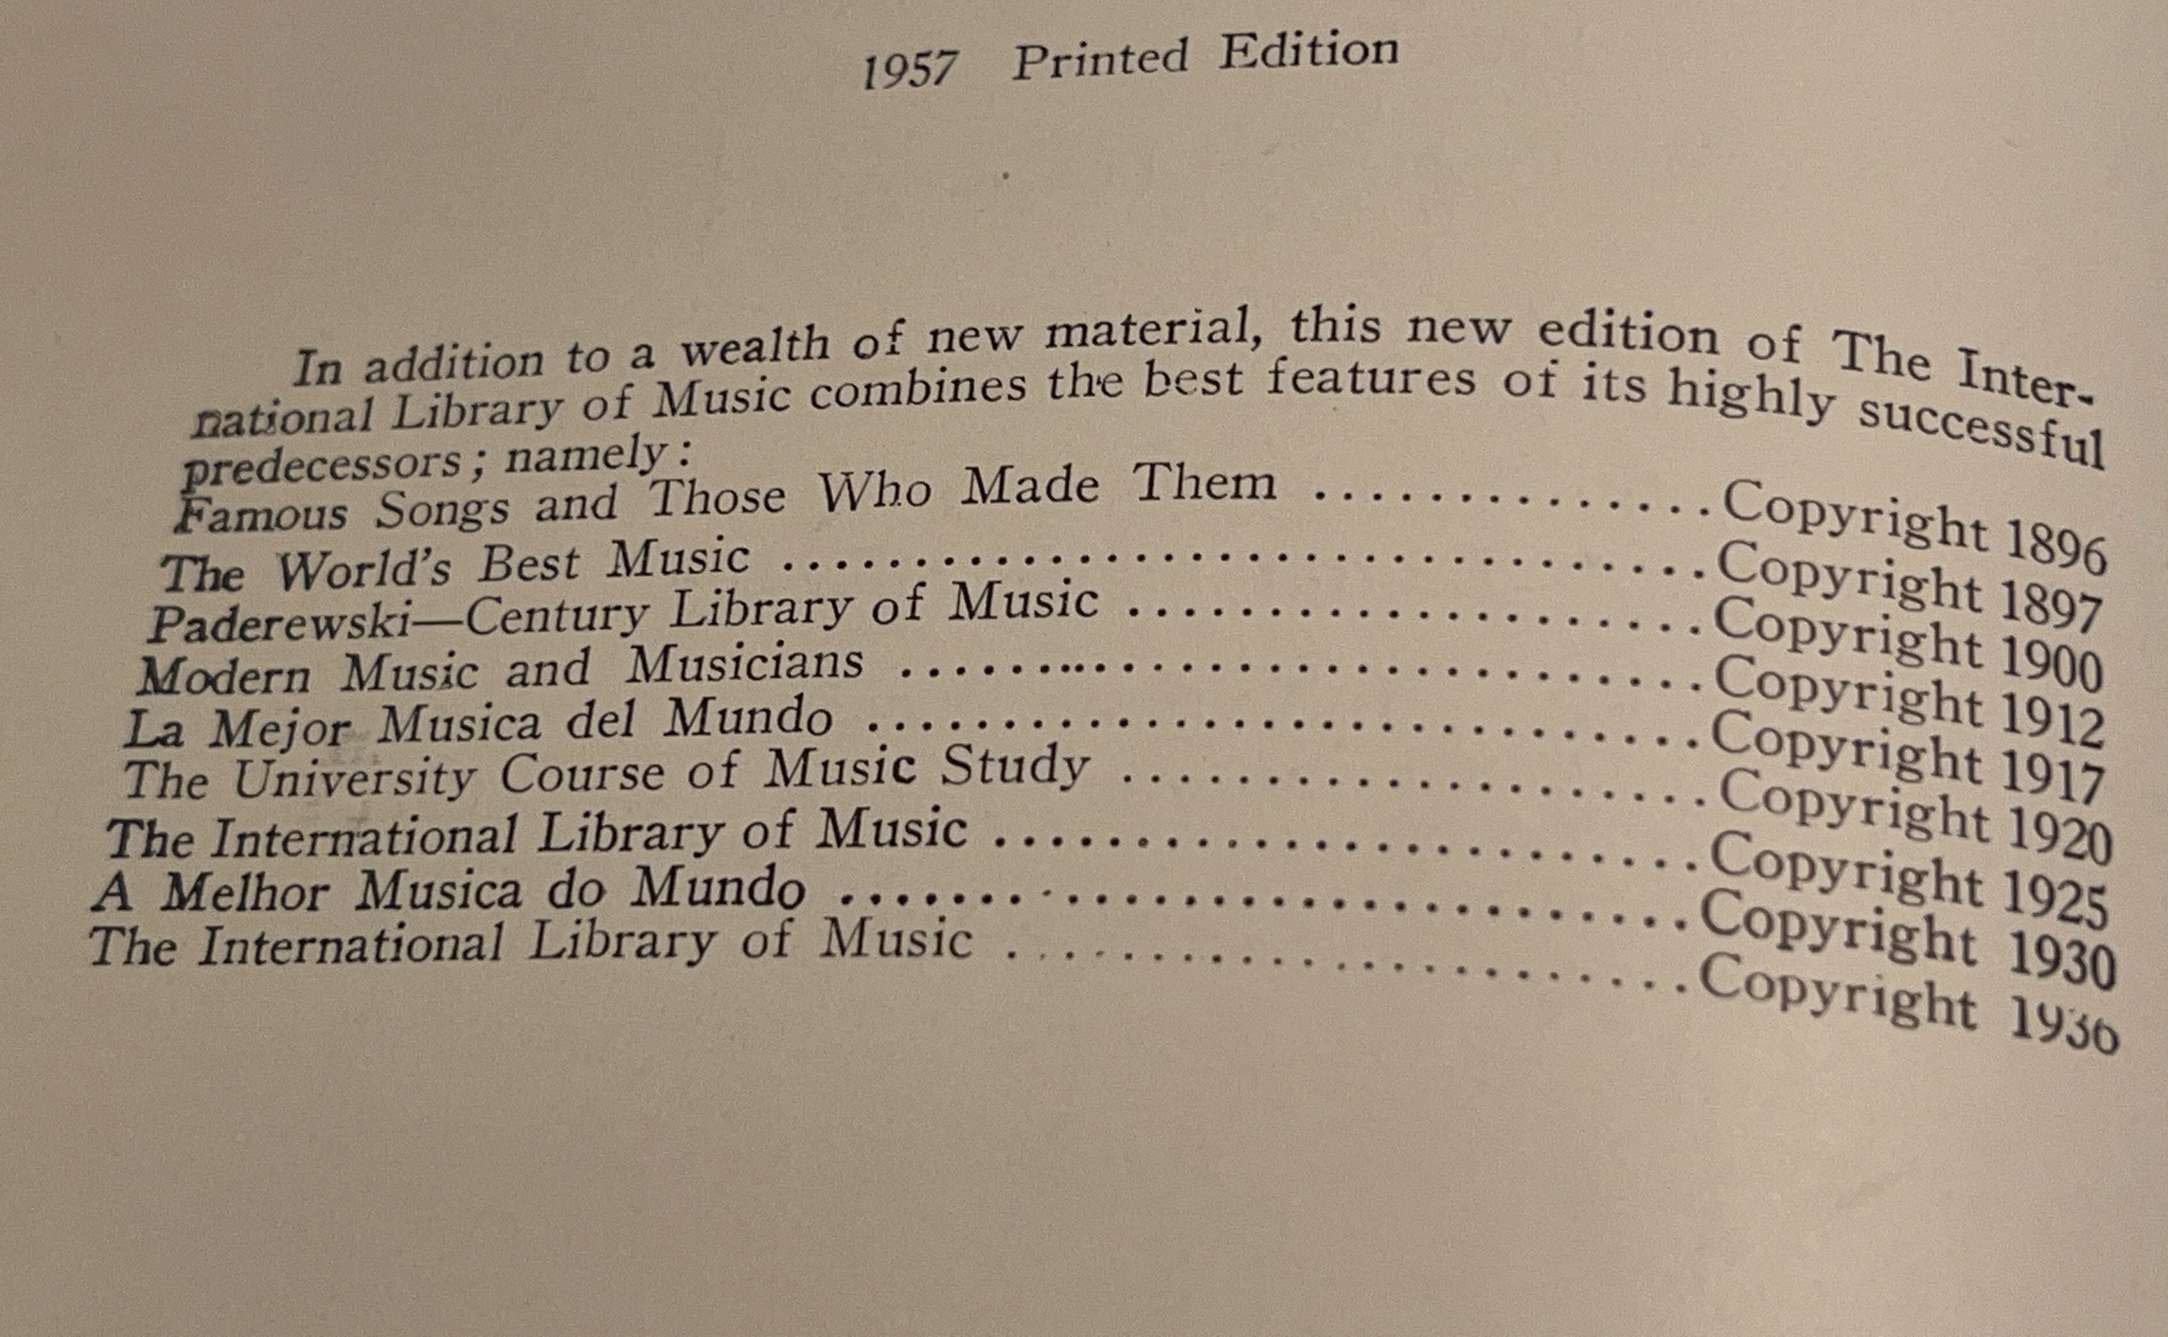 1957 Printed Edition
In addition to a wealth of new material, this new edition of The Inter-
national Library of Music combines the best features of its highly successful
predecessors; namely:
Famous Songs and Those Who Made Them ..............Copyright 1896
The World's Best Music .................................Copyright 1897
Paderewski—Century Library of Music .....................Copyright 1900
Modern Music and Musicians .............................Copyright 1912
La Mejor Musica del Mundo ..............................Copyright 1917
The University Course of Music Study .....................Copyright 1920
The International Library of Music .........................Copyright 1925
A Melhor Musica do Mundo ..............................Copyright 1930
The International Library of Music .........................Copyright 1936